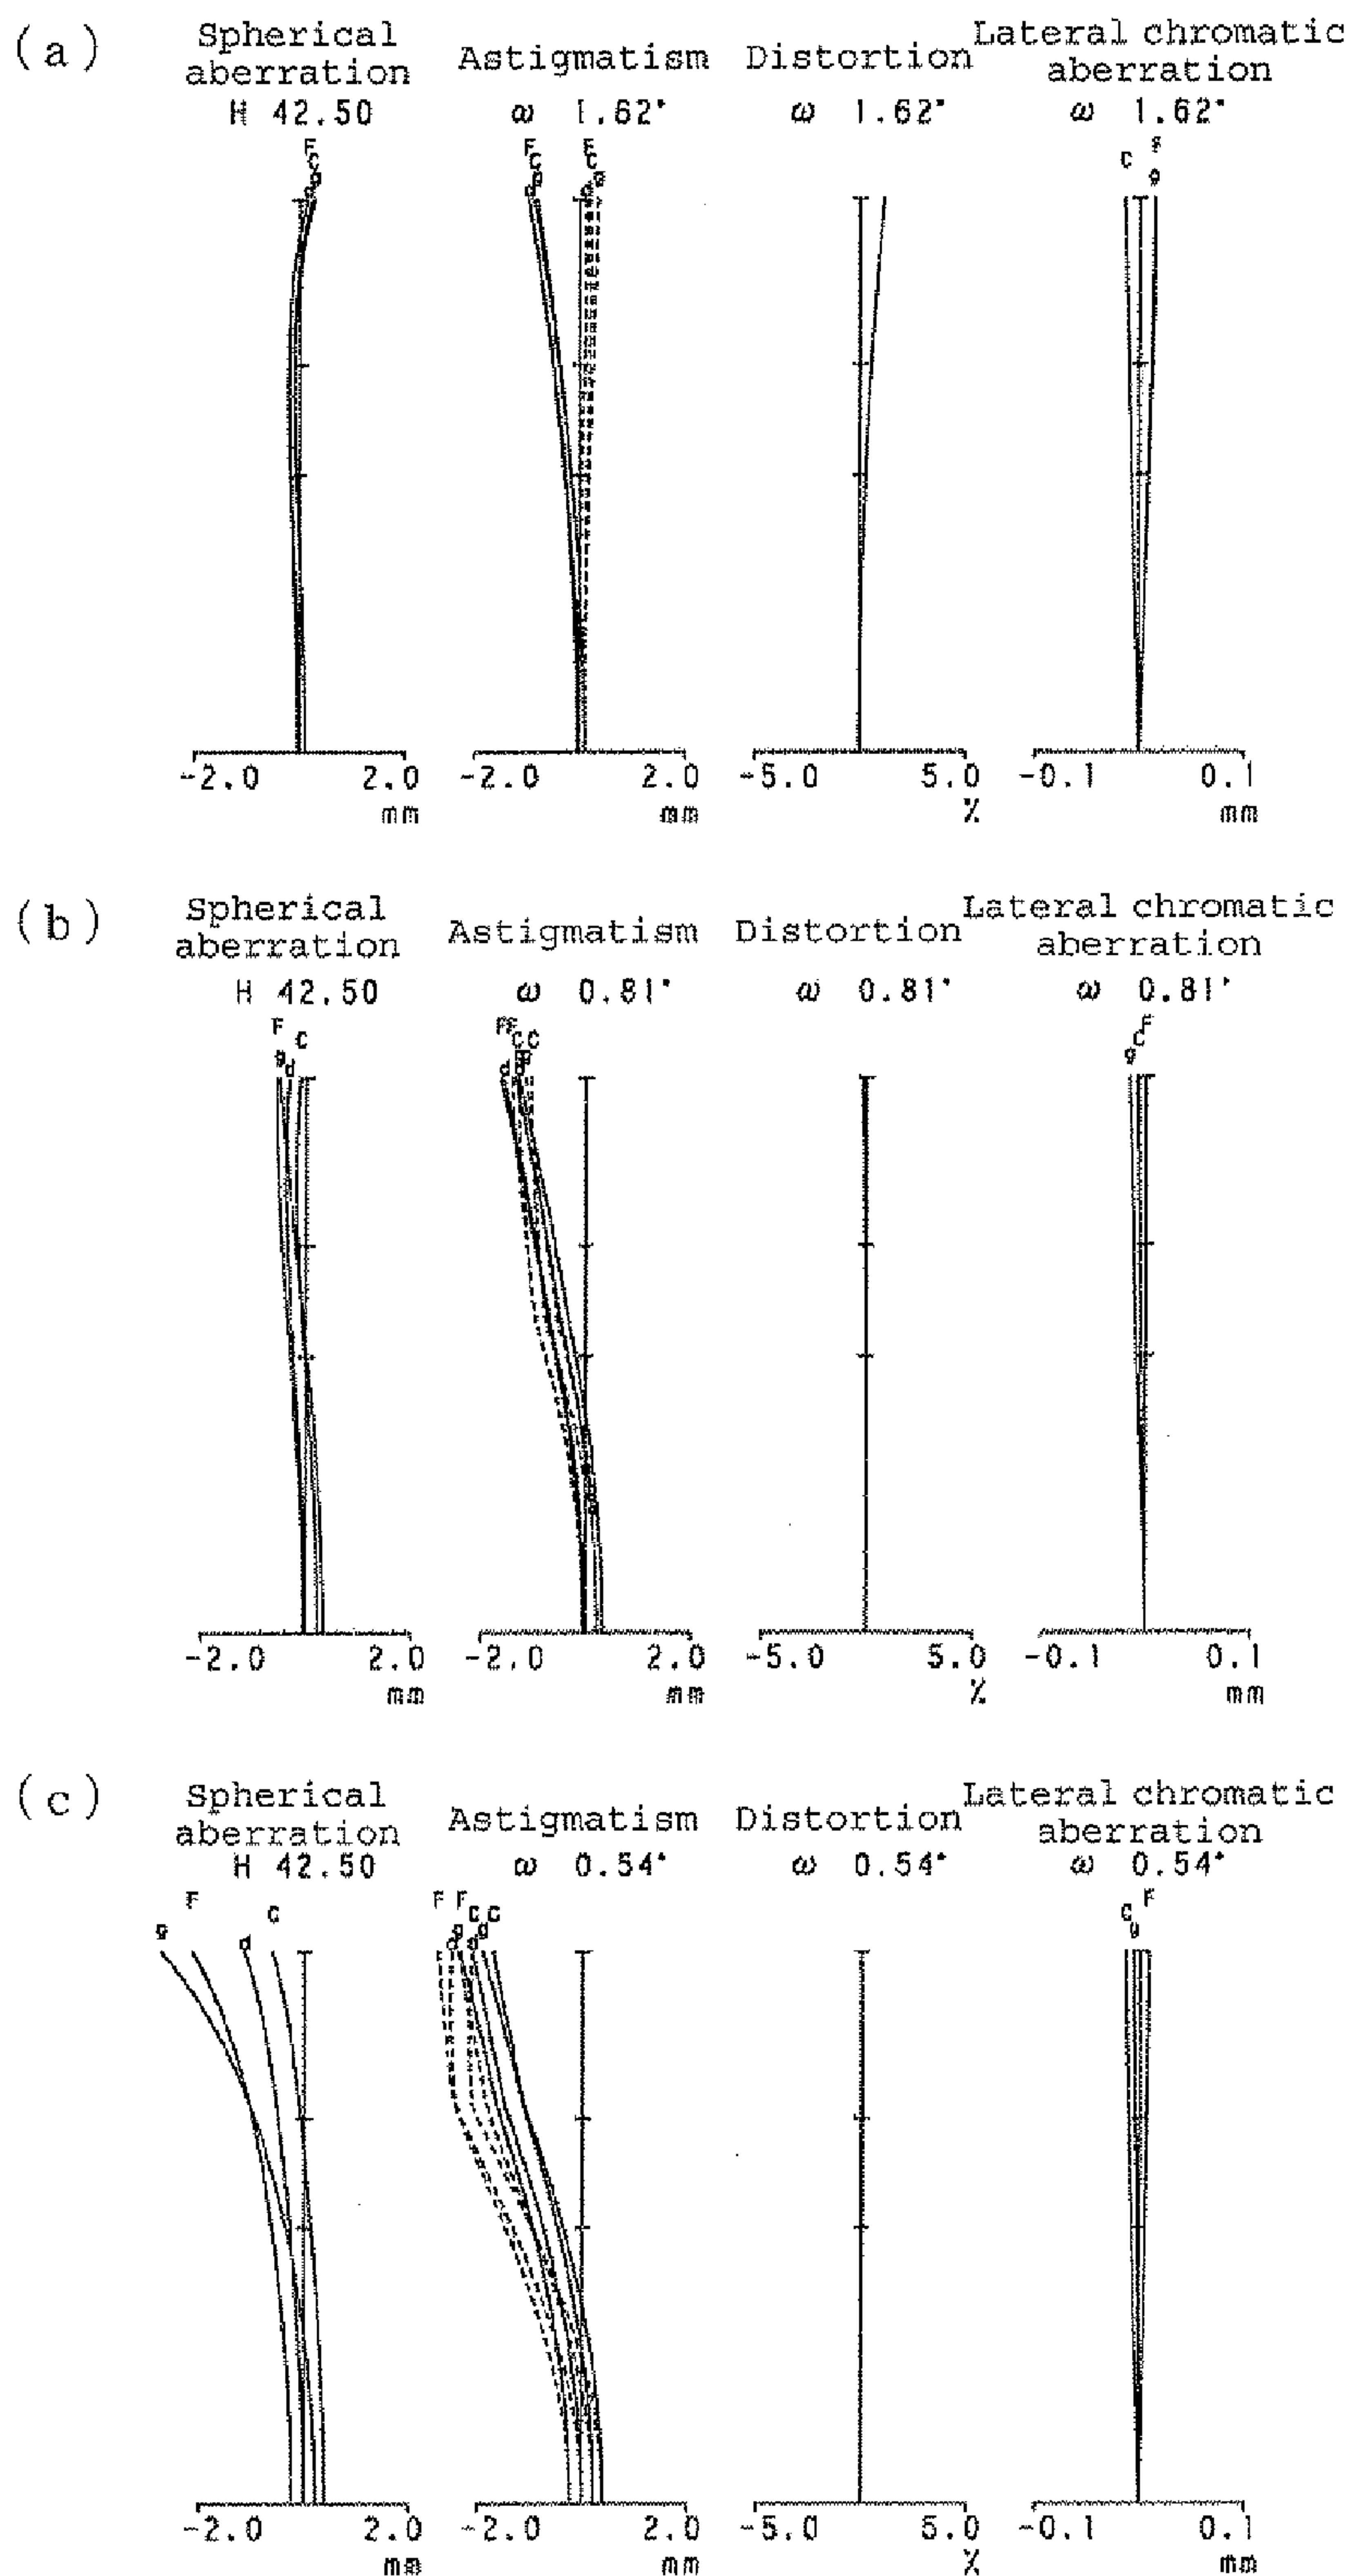 (a)
Spherical aberration
H 42.50
F
C
g
d
-2.0 2.0
mm
Astigmatism
ω 1.62°
F
C
g
d
F
C
g
d
-2.0 2.0
mm
Distortion
ω 1.62°
-5.0 5.0
%
Lateral chromatic aberration
ω 1.62°
C
F
g
-0.1 0.1
mm
(b)
Spherical aberration
H 42.50
F
C
g
d
-2.0 2.0
mm
Astigmatism
ω 0.81°
F F
C C
d
-2.0 2.0
mm
Distortion
ω 0.81°
-5.0 5.0
%
Lateral chromatic aberration
ω 0.81°
F
C
g
-0.1 0.1
mm
(c)
Spherical aberration
H 42.50
F
C
g
d
-2.0 2.0
mm
Astigmatism
ω 0.54°
F F
C C
g g
d d
-2.0 2.0
mm
Distortion
ω 0.54°
-5.0 5.0
%
Lateral chromatic aberration
ω 0.54°
F
C
g
-0.1 0.1
mm